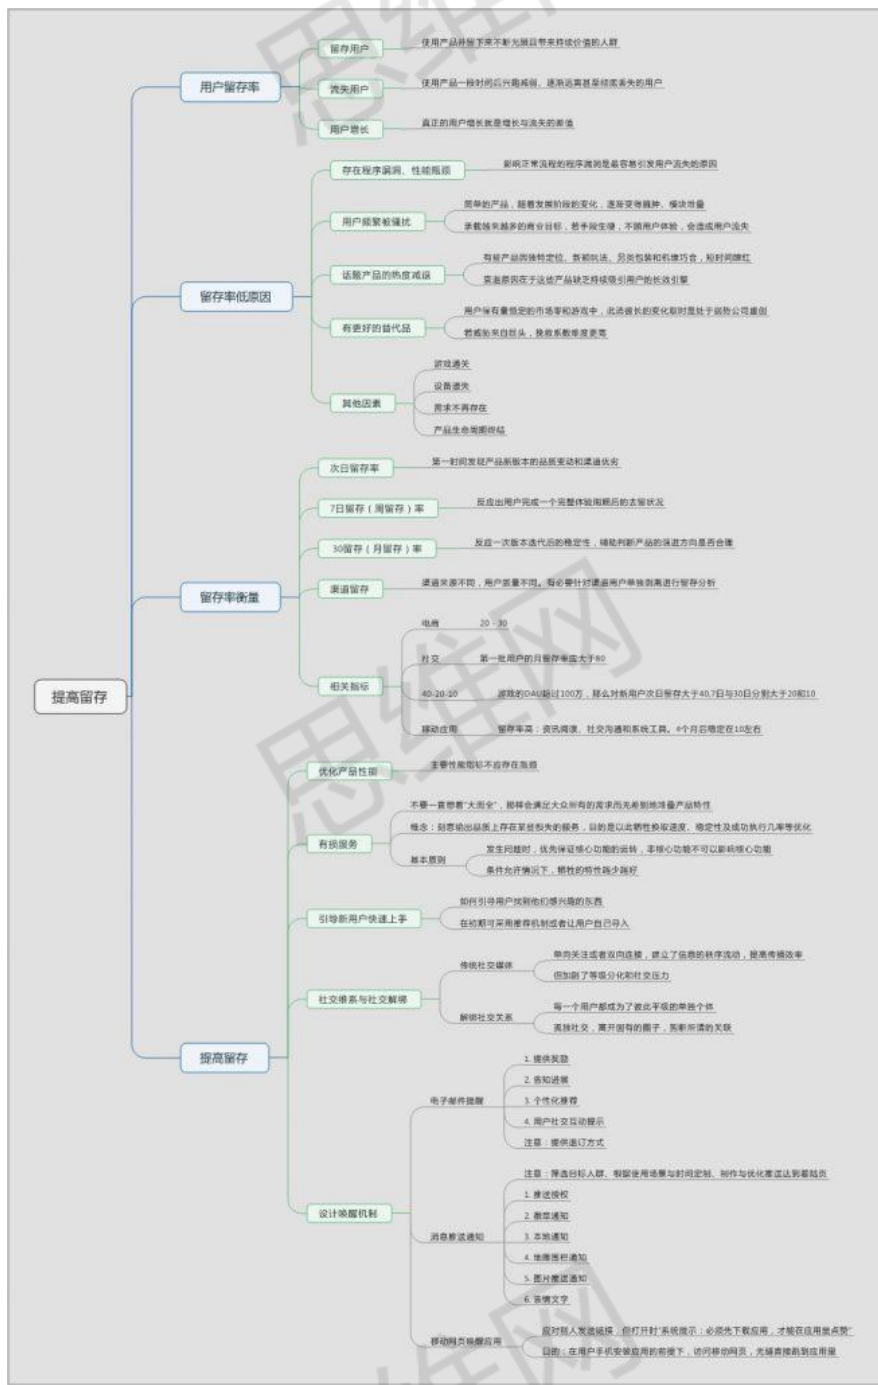 提高留存
用户留存率
留存用户
使用产品并留下来不断光顾且带来持续价值的人群
流失用户
使用产品一段时间后兴趣减弱、逐渐远离甚至彻底丢失的用户
用户增长
真正的用户增长就是增长与流失的差值
留存率低原因
存在程序漏洞、性能瓶颈
影响正常流程的程序漏洞是最容易引发用户流失的原因
用户频繁被骚扰
简单的产品，随着发展阶段的变化，逐渐变得臃肿、模块堆叠
承载越来越多的商业目标，若手段生硬，不顾用户体验，会造成用户流失
话题产品的热度减退
有些产品因独特定位、新颖玩法、另类包装和机缘巧合，短时间蹿红
衰退原因在于这些产品缺乏持续吸引用户的长效引擎
有更好的替代品
用户保有量恒定的市场零和游戏中，此消彼长的变化取时是处于弱势公司重创
若威胁来自巨头，挽救系数难度更高
其他因素
游戏通关
设备遗失
需求不再存在
产品生命周期终结
留存率衡量
次日留存率
第一时间发现产品新版本的品质变动和渠道优劣
7日留存（周留存）率
反应出用户完成一个完整体验周期后的去留状况
30留存（月留存）率
反应一次版本迭代后的稳定性，辅助判断产品的演进方向是否合理
渠道留存
渠道来源不同，用户质量不同。有必要针对渠道用户单独剥离进行留存分析
相关指标
电商
20 - 30
社交
第一批用户的月留存率应大于80
40-20-10
游戏的DAU超过100万，那么对新用户次日留存大于40,7日与30日分别大于20和10
移动应用
留存率高：资讯阅读、社交沟通和系统工具。4个月后稳定在10左右
提高留存
优化产品性能
主要性能指标不应存在瓶颈
有损服务
不要一直想着"大而全"，那样会满足大众所有的需求而无差别地堆叠产品特性
概念：刻意输出品质上存在某些损失的服务，目的是以此牺牲换取速度、稳定性及成功执行几率等优化
基本原则
发生问题时，优先保证核心功能的运转，非核心功能不可以影响核心功能
条件允许情况下，牺牲的特性越少越好
引导新用户快速上手
如何引导用户找到他们感兴趣的东西
在初期可采用推荐机制或者让用户自己导入
社交维系与社交解绑
传统社交媒体
单向关注或者双向连接，建立了信息的秩序流动，提高传播效率
但加剧了等级分化和社交压力
解绑社交关系
每一个用户都成为了彼此平级的单独个体
孤独社交，离开固有的圈子，剪断所谓的关联
设计唤醒机制
电子邮件提醒
1. 提供奖励
2. 告知进展
3. 个性化推荐
4. 用户社交互动提示
注意：提供退订方式
消息推送通知
注意：筛选目标人群、根据使用场景与时间定制、制作与优化推送达到着陆页
1. 推送授权
2. 徽章通知
3. 本地通知
4. 地理围栏通知
5. 图片推送通知
6. 表情文字
移动网页唤醒应用
应对别人发送链接，但打开时"系统提示：必须先下载应用，才能在应用里点赞"
目的：在用户手机安装应用的前提下，访问移动网页，无缝直接跳到应用里
思维网
思维网
思维网